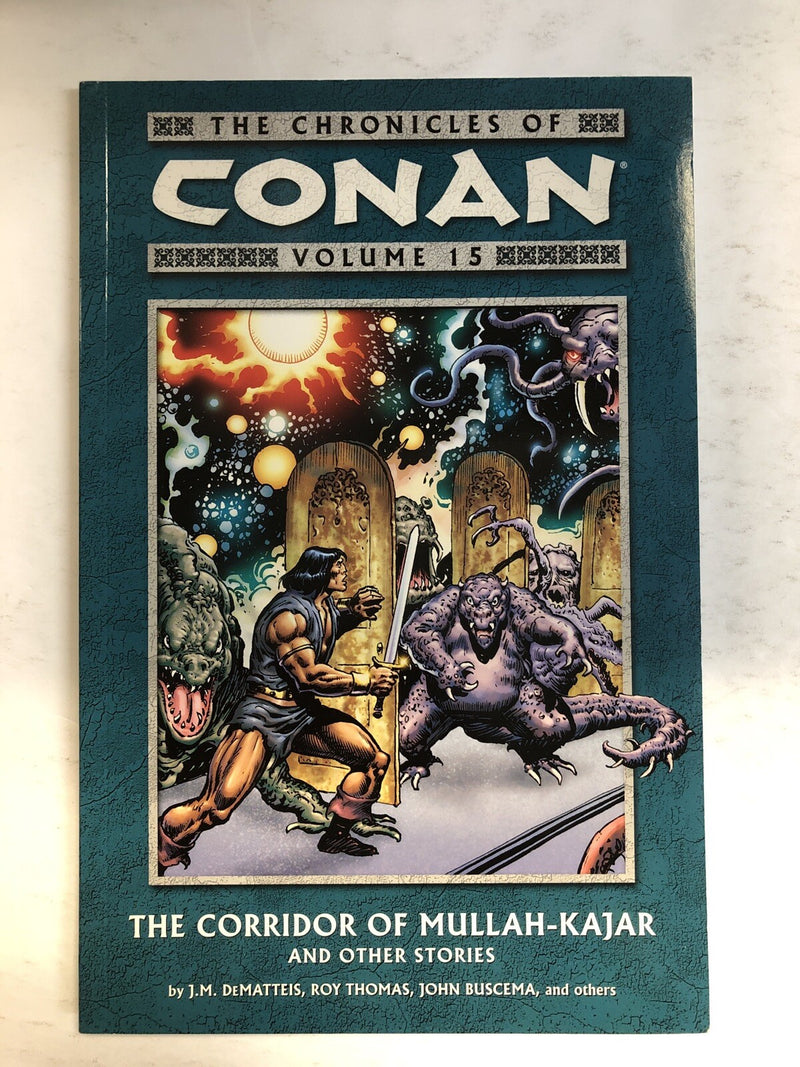 THE CHRONICLES OF
CONAN®
VOLUME 15
THE CORRIDOR OF MULLAH-KAJAR
AND OTHER STORIES
by J.M. DeMATTEIS, ROY THOMAS, JOHN BUSCEMA, and others